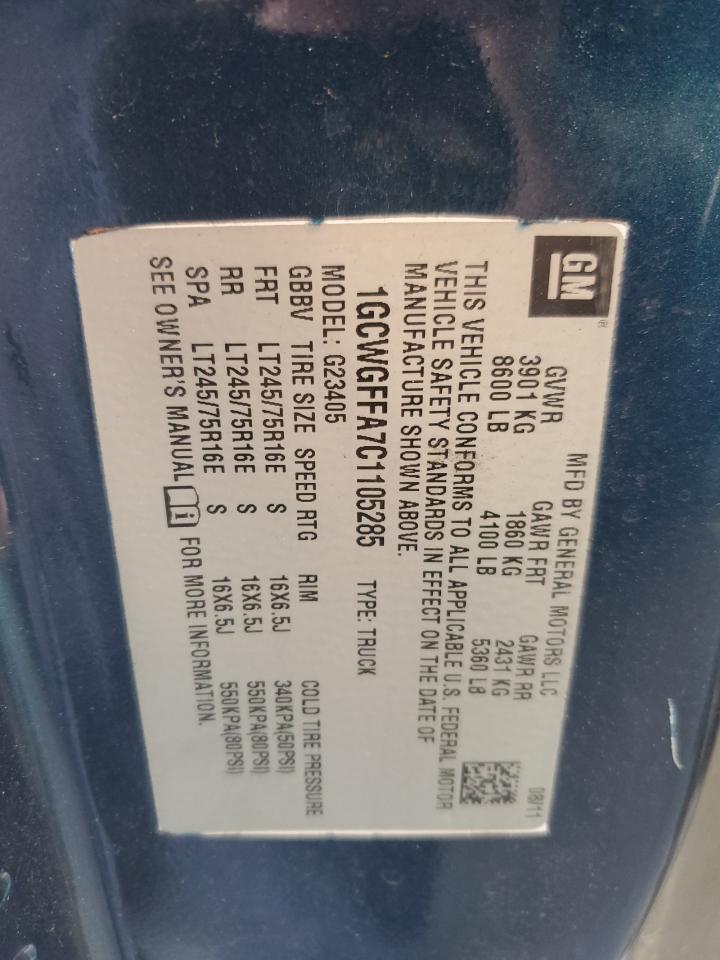 GM®
MFD BY GENERAL MOTORS LLC 08/11
GVWR GAWR FRT GAWR RR
3901 KG 1860 KG 2431 KG
8600 LB 4100 LB 5360 LB
THIS VEHICLE CONFORMS TO ALL APPLICABLE U.S. FEDERAL MOTOR
VEHICLE SAFETY STANDARDS IN EFFECT ON THE DATE OF
MANUFACTURE SHOWN ABOVE.
1GCWGFFA7C1105285 TYPE: TRUCK
MODEL: G23405
GBBV TIRE SIZE SPEED RTG RIM COLD TIRE PRESSURE
FRT LT245/75R16E S 16X6.5J 340KPA(50PSI)
RR LT245/75R16E S 16X6.5J 550KPA(80PSI)
SPA LT245/75R16E S 16X6.5J 550KPA(80PSI)
SEE OWNER'S MANUAL i FOR MORE INFORMATION.